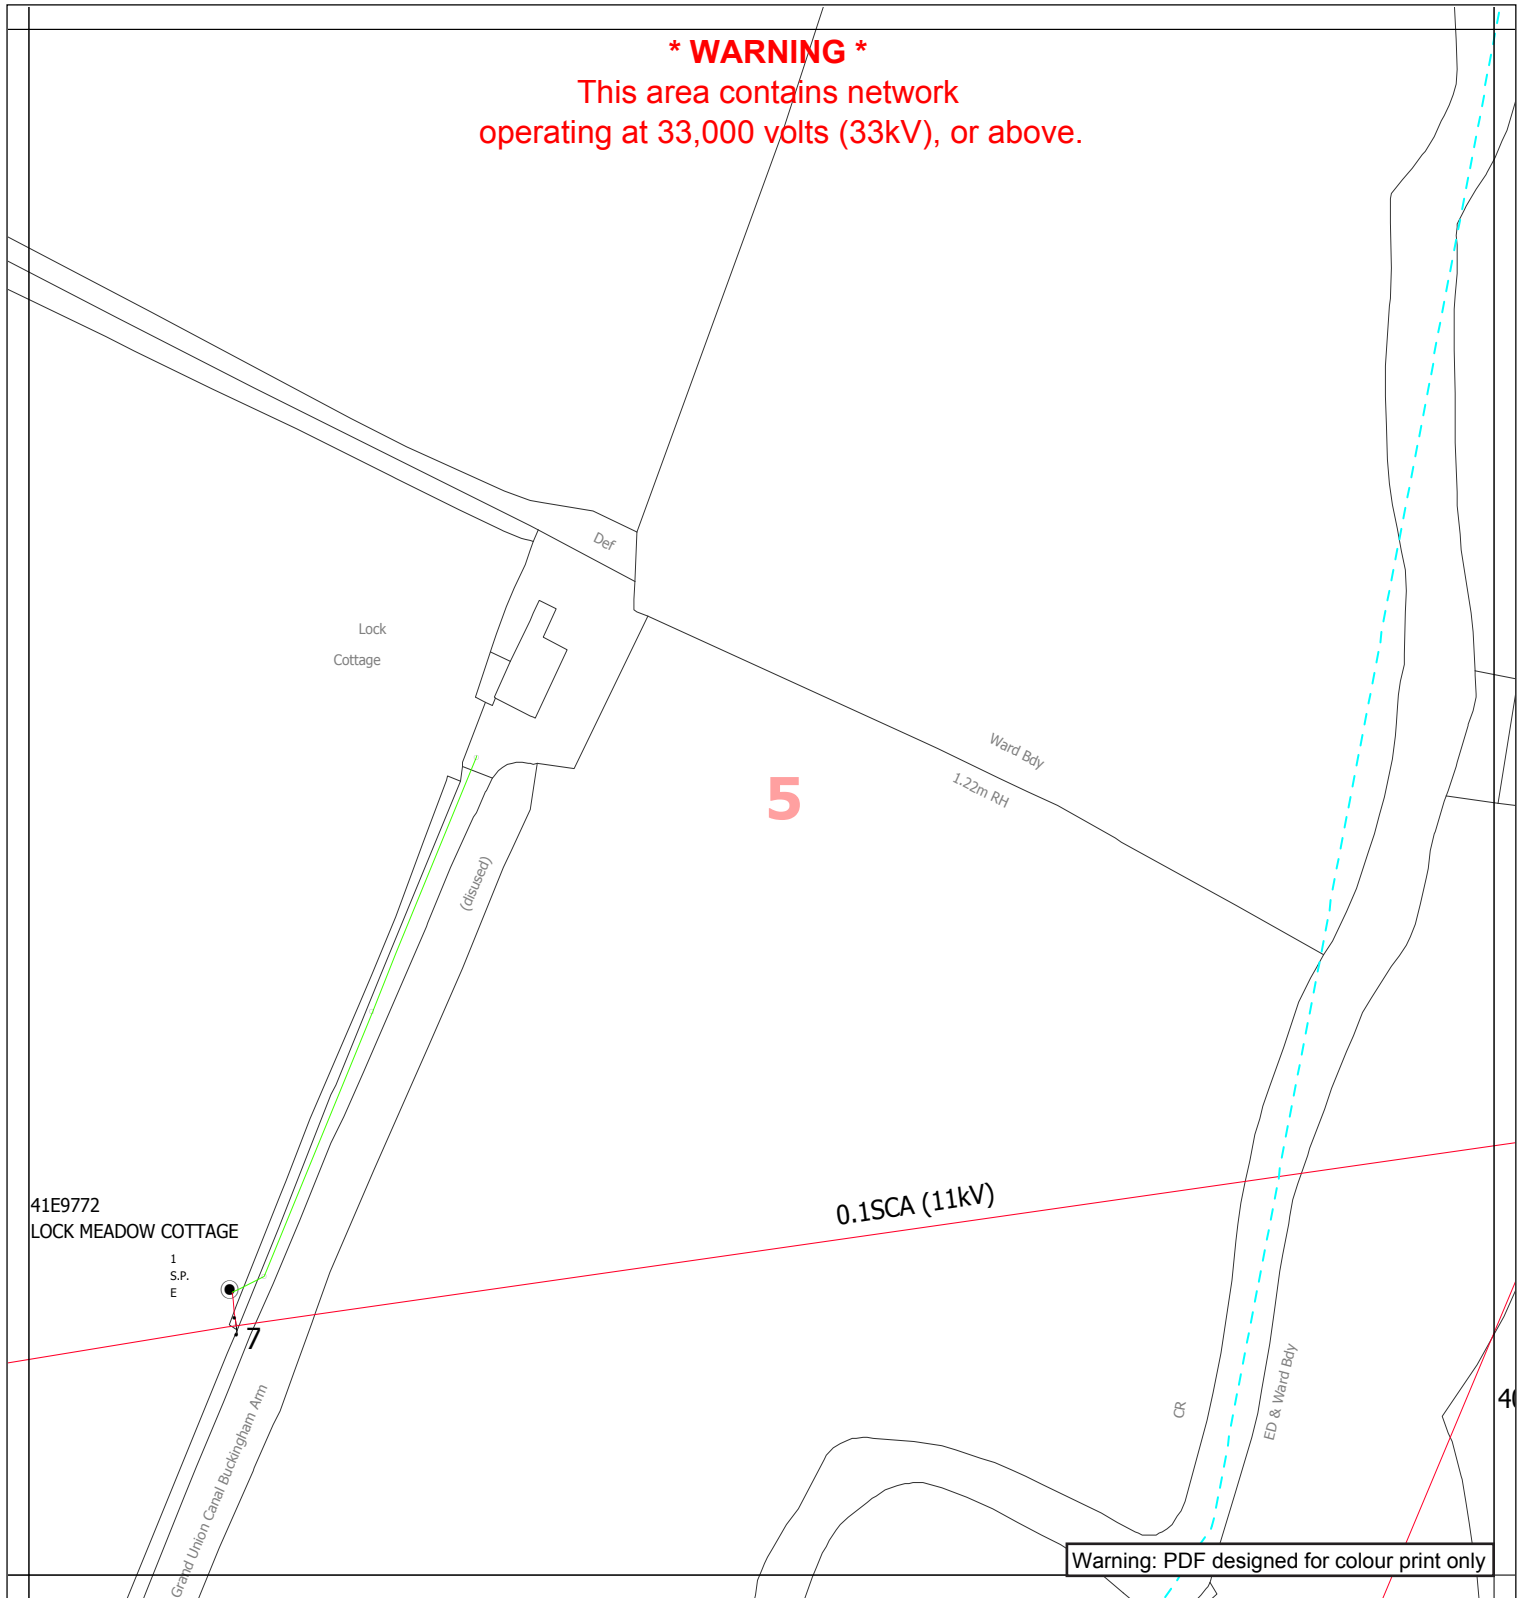 * WARNING *
This area contains network
operating at 33,000 volts (33kV), or above.
Def
Lock
Cottage
Ward Bdy
1.22m RH
5
(disused)
41E9772
LOCK MEADOW COTTAGE
1
S.P.
E
0.1SCA (11kV)
7
Grand Union Canal Buckingham Arm
CR
ED & Ward Bdy
Warning: PDF designed for colour print only